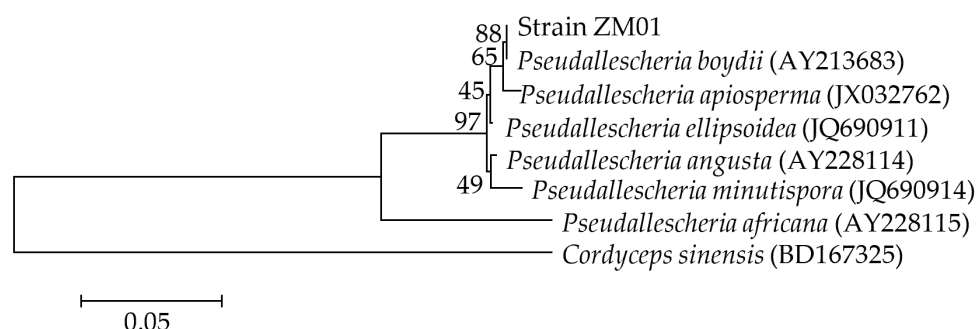 88 Strain ZM01
65 Pseudallescheria boydii (AY213683)
45 Pseudallescheria apiosperma (JX032762)
97 Pseudallescheria ellipsoidea (JQ690911)
Pseudallescheria angusta (AY228114)
49 Pseudallescheria minutispora (JQ690914)
Pseudallescheria africana (AY228115)
Cordyceps sinensis (BD167325)
0.05